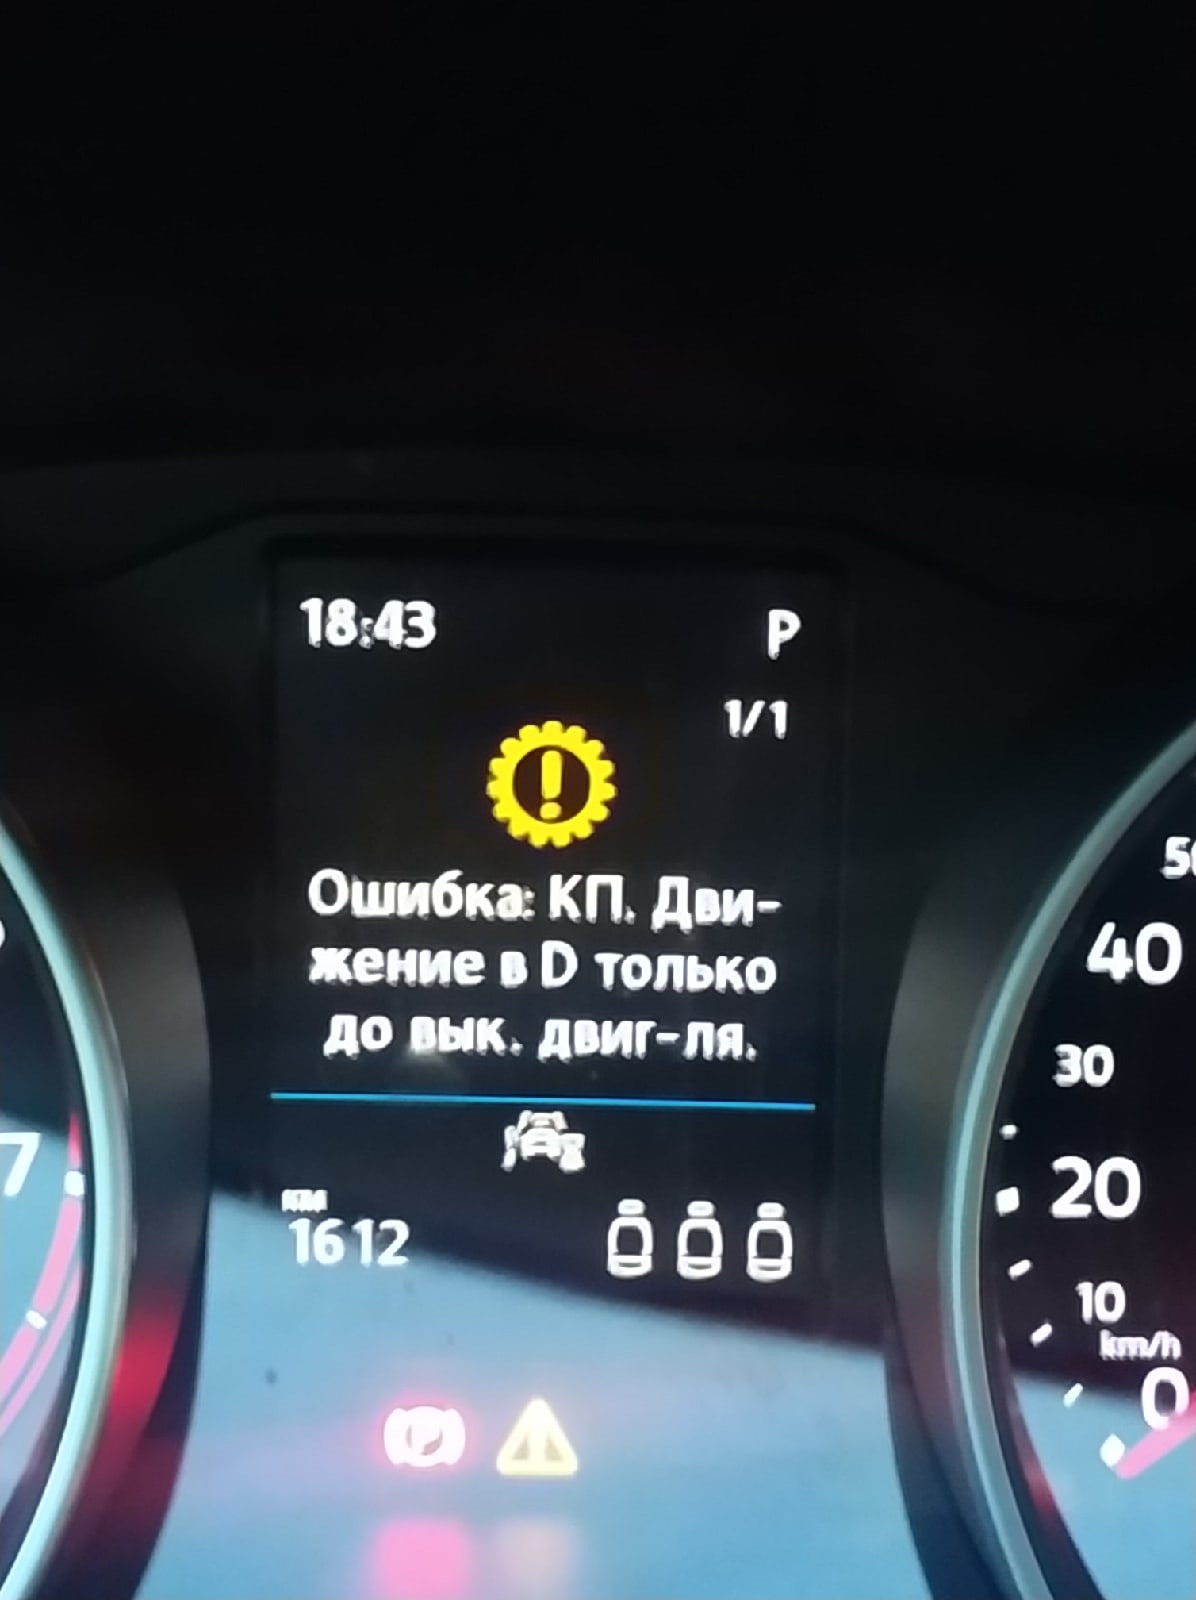 18:43 P
1/1
Ошибка: КП. Дви-
жение в D только
до вык. двиг-ля.
км
1612
7
40
30
20
10
km/h
0
P